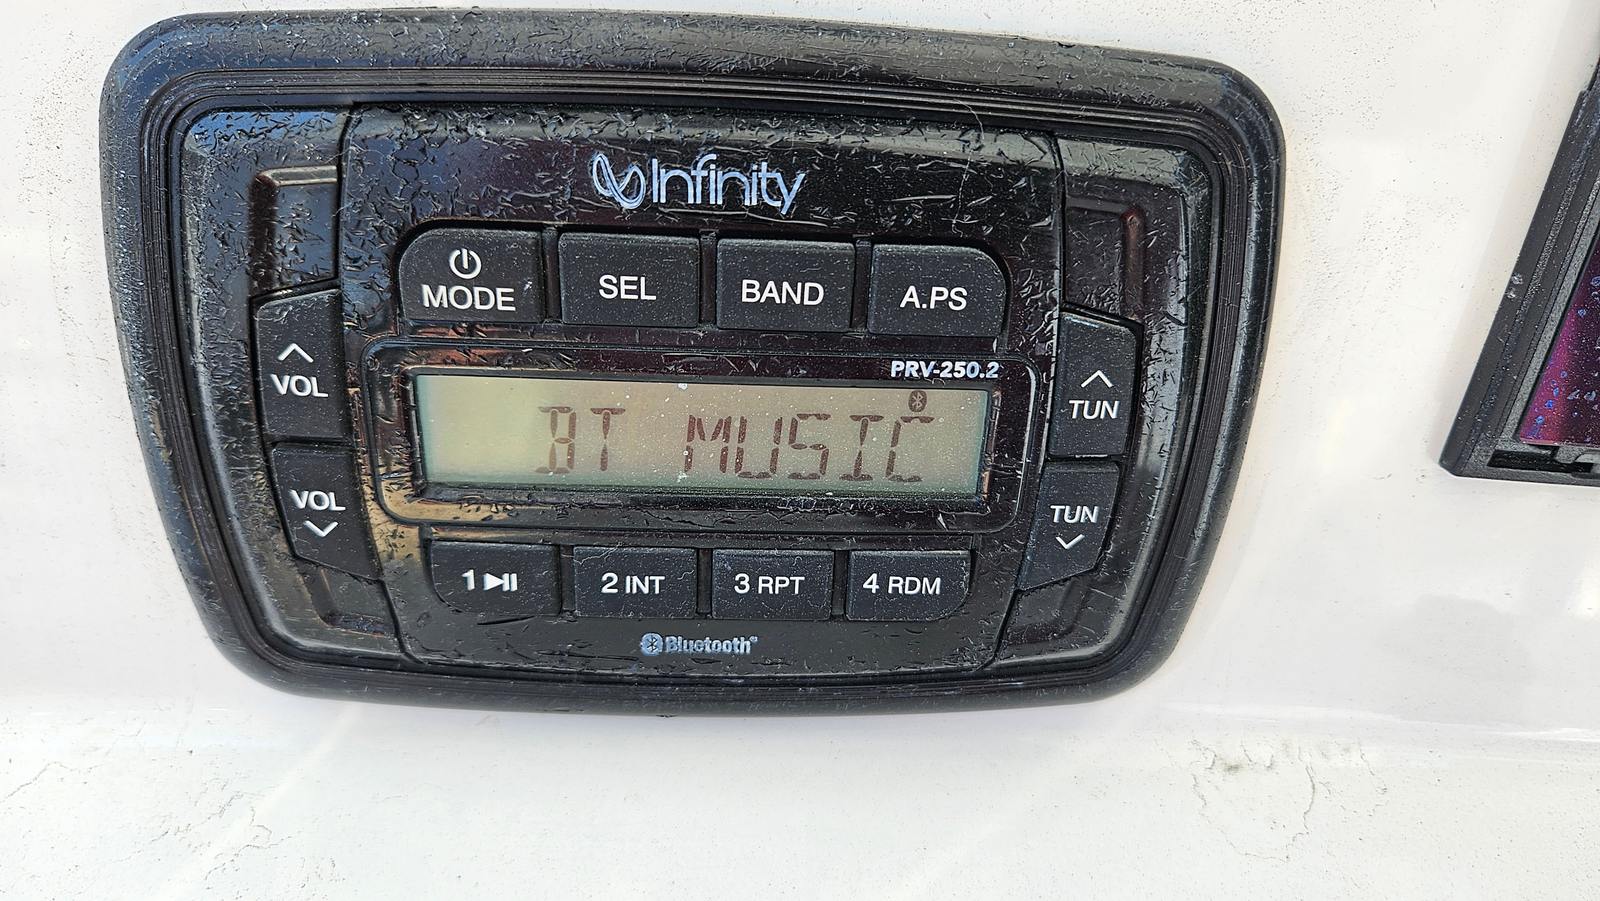 Infinity
MODE SEL BAND A.PS
PRV-250.2
VOL
TUN
BT MUSIC
VOL
TUN
1 2 INT 3 RPT 4 RDM
Bluetooth®